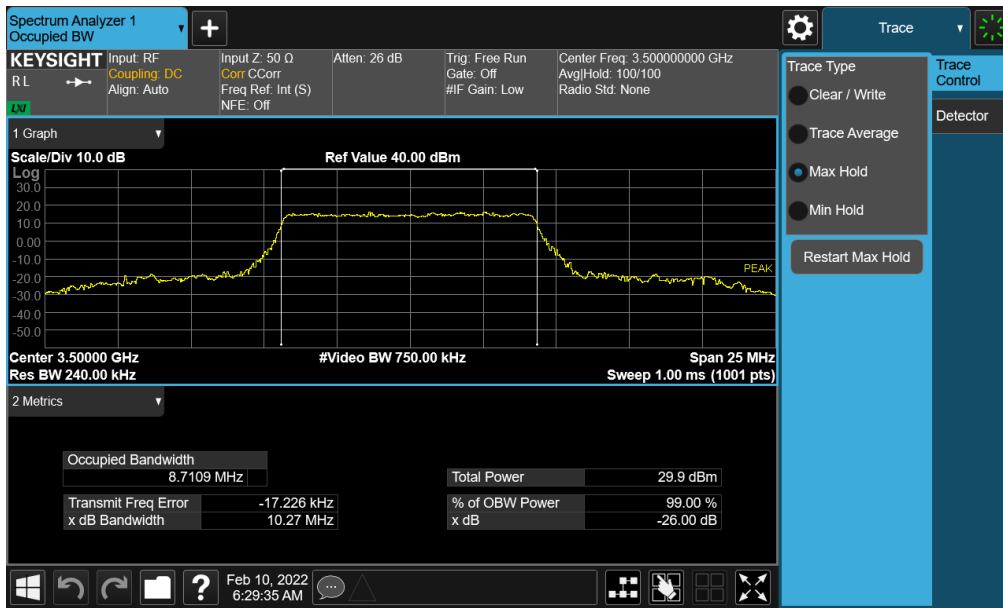 Spectrum Analyzer 1
Occupied BW
Trace
KEYSIGHT
R L
LXI
Input: RF
Coupling: DC
Align: Auto
Input Z: 50 Ω
Corr CCorr
Freq Ref: Int (S)
NFE: Off
Atten: 26 dB
Trig: Free Run
Gate: Off
#IF Gain: Low
Center Freq: 3.500000000 GHz
Avg|Hold: 100/100
Radio Std: None
Trace Type
Clear / Write
Trace Average
Max Hold
Min Hold
Restart Max Hold
Trace
Control
Detector
1 Graph
Scale/Div 10.0 dB
Ref Value 40.00 dBm
Log
30.0
20.0
10.0
0.00
-10.0
-20.0
-30.0
-40.0
-50.0
PEAK
Center 3.50000 GHz
#Video BW 750.00 kHz
Span 25 MHz
Res BW 240.00 kHz
Sweep 1.00 ms (1001 pts)
2 Metrics
Occupied Bandwidth
8.7109 MHz
Total Power 29.9 dBm
Transmit Freq Error -17.226 kHz
% of OBW Power 99.00 %
x dB Bandwidth 10.27 MHz
x dB -26.00 dB
Feb 10, 2022
6:29:35 AM